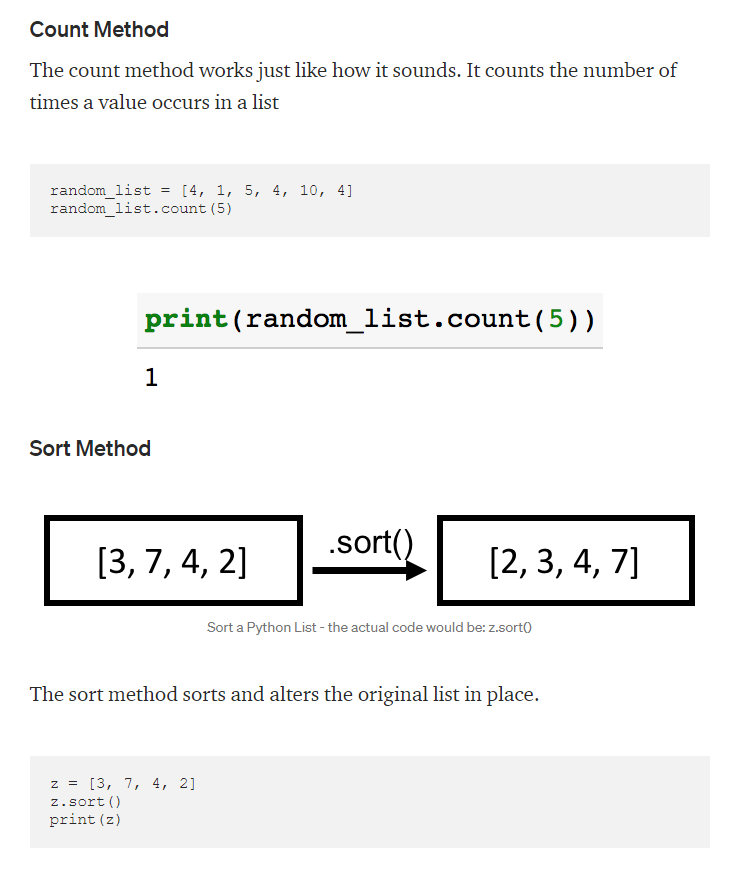 Count Method
The count method works just like how it sounds. It counts the number of
times a value occurs in a list
random_list = [4, 1, 5, 4, 10, 4]
random_list.count(5)
print(random_list.count(5))
1
Sort Method
[3, 7, 4, 2] .sort() [2, 3, 4, 7]
Sort a Python List - the actual code would be: z.sort()
The sort method sorts and alters the original list in place.
z = [3, 7, 4, 2]
z.sort()
print(z)